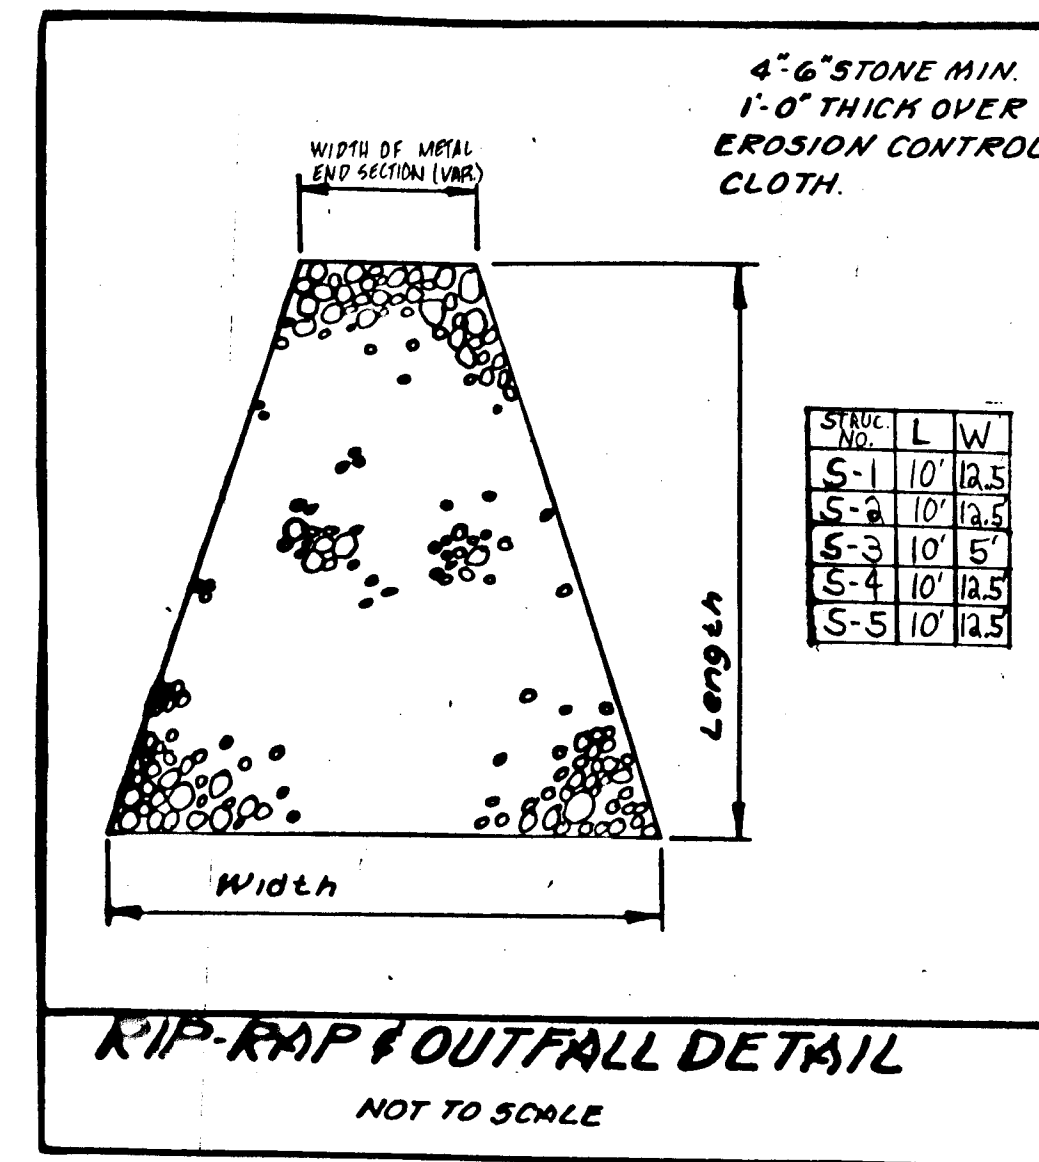 4"-6" STONE MIN.
1'-0" THICK OVER
EROSION CONTROL
CLOTH.
WIDTH OF METAL
END SECTION (VAR.)
STRUC. NO. L W
S-1 10' 12.5
S-2 10' 12.5
S-3 10' 5'
S-4 10' 12.5'
S-5 10' 12.5
Length
Width
RIP-RAP & OUTFALL DETAIL
NOT TO SCALE